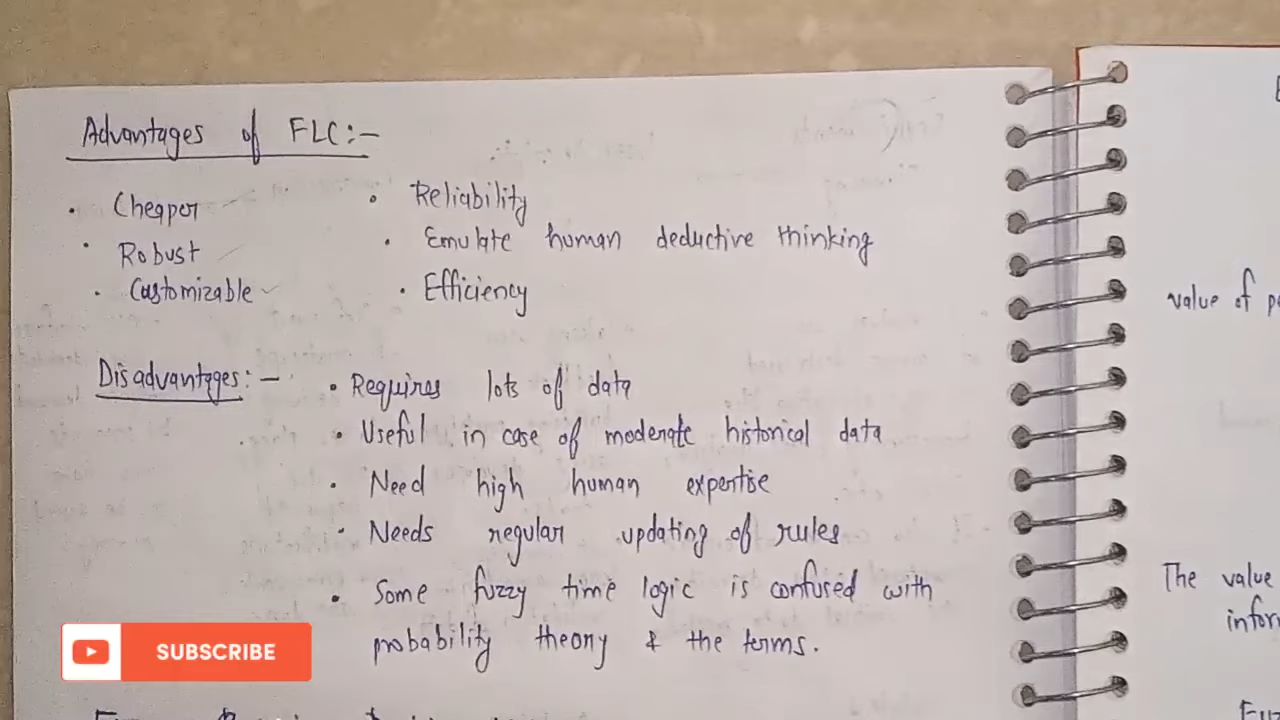 Advantages of FLC:-
• Cheaper
• Robust
• Customizable
• Reliability
• Emulate human deductive thinking
• Efficiency
Disadvantages:-
• Requires lots of data
• Useful in case of moderate historical data
• Need high human expertise
• Needs regular updating of rules
• Some fuzzy time logic is confused with
probability theory & the terms.
SUBSCRIBE
value of
The value